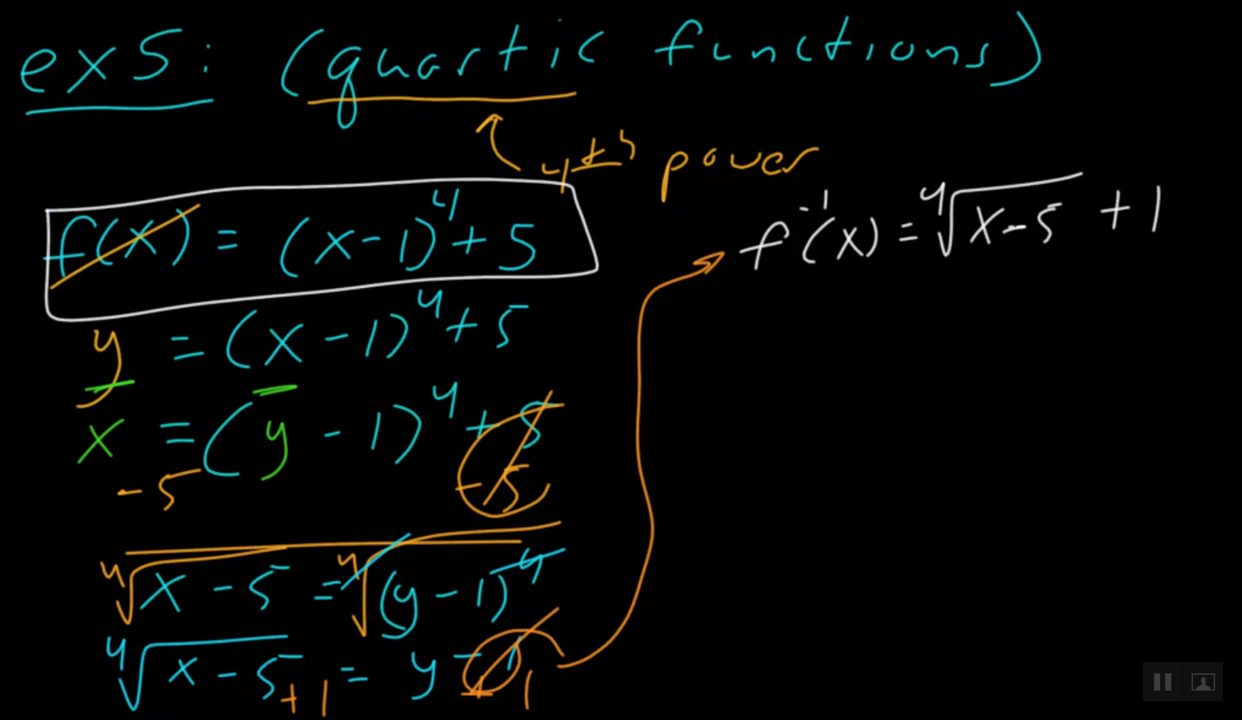 ex5: (quartic functions)
4th power
f(x) = (x-1)⁴+5
f⁻¹(x) = ⁴√(x-5) + 1
y = (x-1)⁴+5
x = (y-1)⁴+5
-5 -5
⁴√(x-5) = ⁴√((y-1)⁴)
⁴√(x-5) = y-1
+1 +1